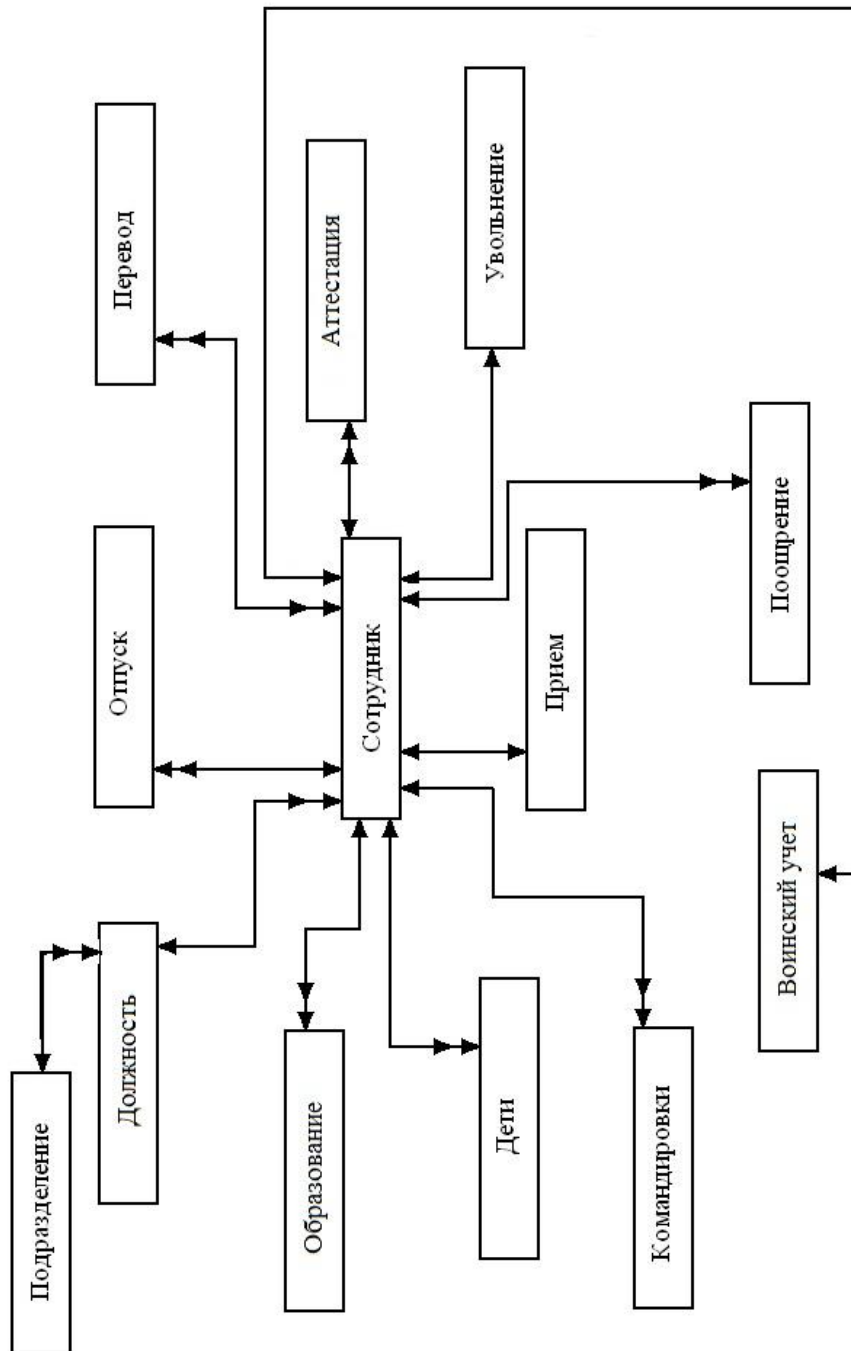 Подразделение
Должность
Отпуск
Перевод
Образование
Сотрудник
Аттестация
Дети
Прием
Увольнение
Командировки
Воинский учет
Поощрение